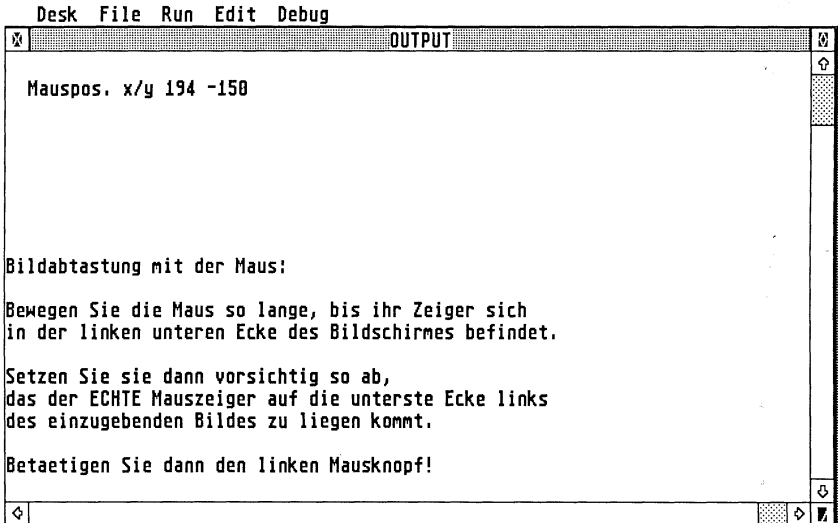 Desk File Run Edit Debug
OUTPUT
Mauspos. x/y 194 -150
Bildabtastung mit der Maus:
Bewegen Sie die Maus so lange, bis ihr Zeiger sich
in der linken unteren Ecke des Bildschirmes befindet.
Setzen Sie sie dann vorsichtig so ab,
das der ECHTE Mauszeiger auf die unterste Ecke links
des einzugebenden Bildes zu liegen kommt.
Betaetigen Sie dann den linken Mausknopf!